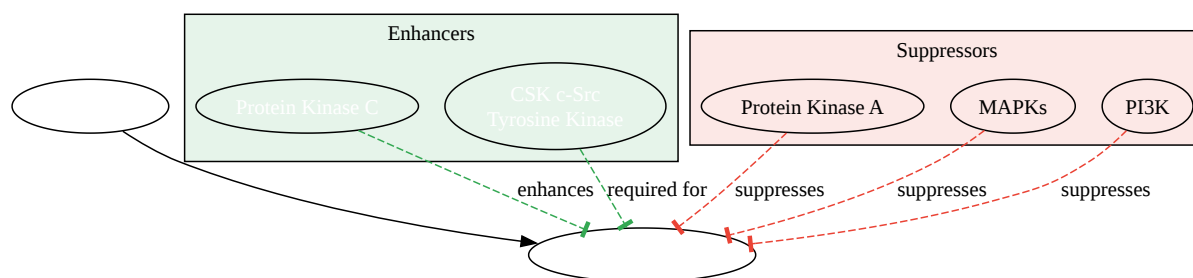 Enhancers
Suppressors
Protein Kinase C
CSK c-Src
Tyrosine Kinase
Protein Kinase A
MAPKs
PI3K
enhances
required for
suppresses
suppresses
suppresses